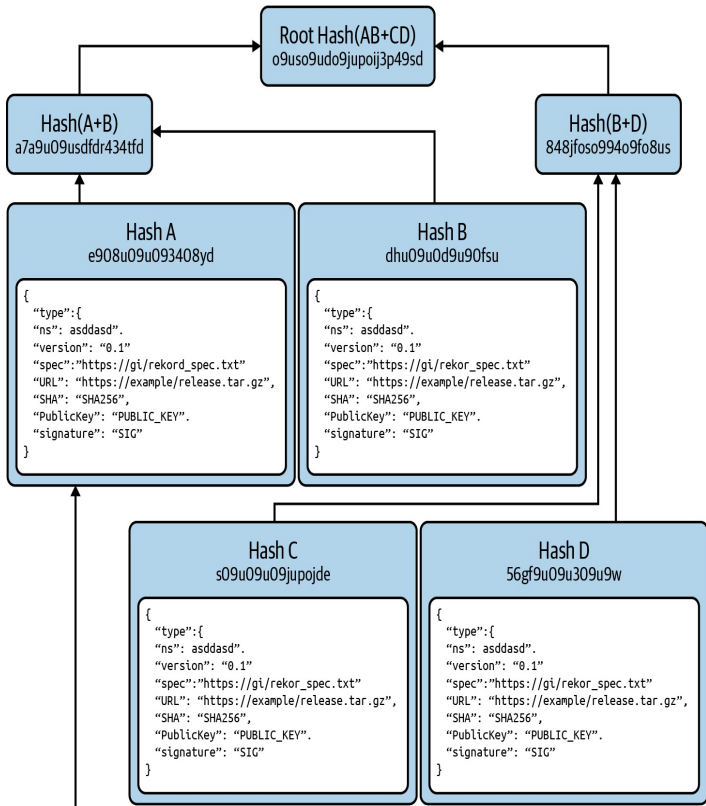 Root Hash(AB+CD)
o9uso9udo9jupoij3p49sd
Hash(A+B)
a7a9u09usdfdr434tfd
Hash(B+D)
848jfoso994o9fo8us
Hash A
e908u09u093408yd
{
“type”:{
“ns”: asddasd”.
“version”: “0.1”
“spec”:”https://gi/rekord_spec.txt”
“URL”: “https://example/release.tar.gz”,
“SHA”: “SHA256”,
“PublicKey”: “PUBLIC_KEY”.
“signature”: “SIG”
}
Hash B
dhu09u0d9u90fsu
{
“type”:{
“ns”: asddasd”.
“version”: “0.1”
“spec”:”https://gi/rekor_spec.txt”
“URL”: “https://example/release.tar.gz”,
“SHA”: “SHA256”,
“PublicKey”: “PUBLIC_KEY”.
“signature”: “SIG”
}
Hash C
s09u09u09jupojde
{
“type”:{
“ns”: asddasd”.
“version”: “0.1”
“spec”:”https://gi/rekor_spec.txt”
“URL”: “https://example/release.tar.gz”,
“SHA”: “SHA256”,
“PublicKey”: “PUBLIC_KEY”.
“signature”: “SIG”
}
Hash D
56gf9u09u309u9w
{
“type”:{
“ns”: asddasd”.
“version”: “0.1”
“spec”:”https://gi/rekor_spec.txt”
“URL”: “https://example/release.tar.gz”,
“SHA”: “SHA256”,
“PublicKey”: “PUBLIC_KEY”.
“signature”: “SIG”
}